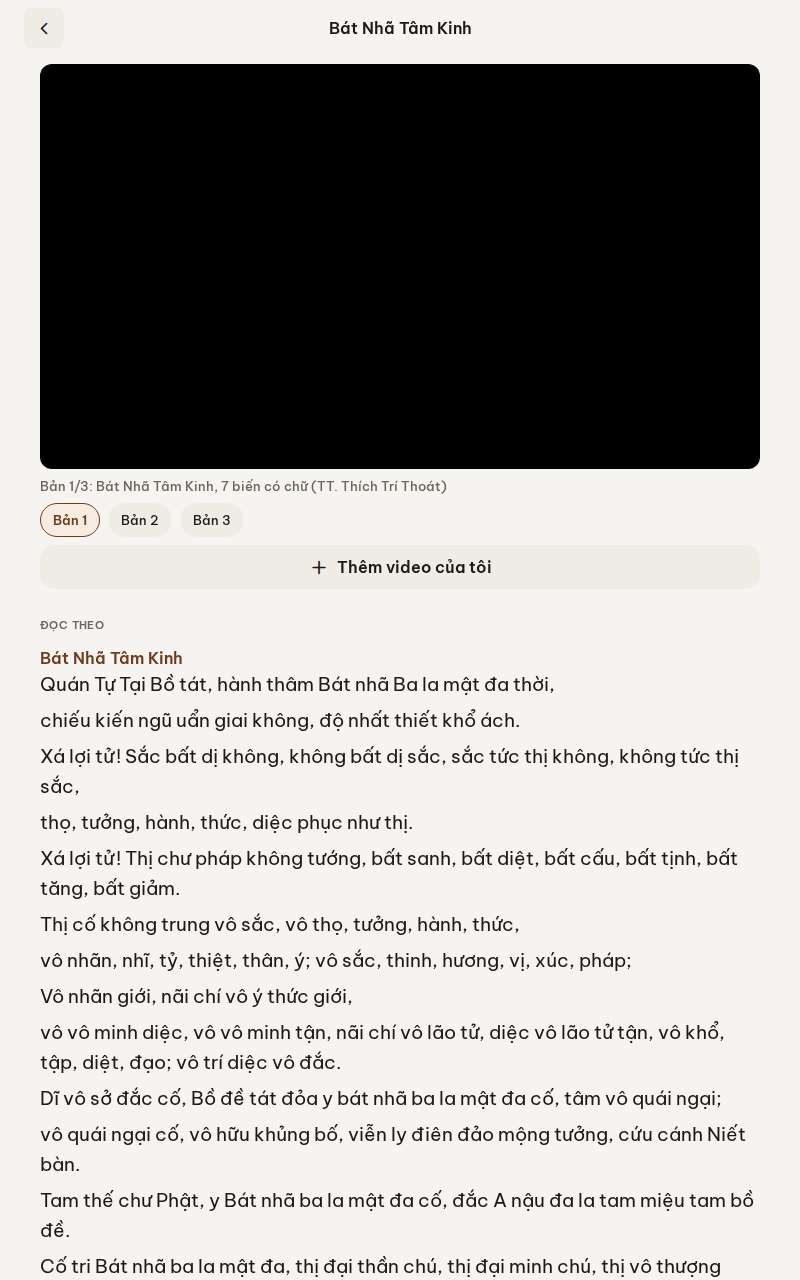 Bát Nhã Tâm Kinh
Bản 1/3: Bát Nhã Tâm Kinh, 7 biến có chữ (TT. Thích Trí Thoát)
Bản 1
Bản 2
Bản 3
Thêm video của tôi
ĐỌC THEO
Bát Nhã Tâm Kinh
Quán Tự Tại Bồ tát, hành thâm Bát nhã Ba la mật đa thời,
chiếu kiến ngũ uẩn giai không, độ nhất thiết khổ ách.
Xá lợi tử! Sắc bất dị không, không bất dị sắc, sắc tức thị không, không tức thị
sắc,
thọ, tưởng, hành, thức, diệc phục như thị.
Xá lợi tử! Thị chư pháp không tướng, bất sanh, bất diệt, bất cấu, bất tịnh, bất
tăng, bất giảm.
Thị cố không trung vô sắc, vô thọ, tưởng, hành, thức,
vô nhãn, nhĩ, tỷ, thiệt, thân, ý; vô sắc, thinh, hương, vị, xúc, pháp;
Vô nhãn giới, nãi chí vô ý thức giới,
vô vô minh diệc, vô vô minh tận, nãi chí vô lão tử, diệc vô lão tử tận, vô khổ,
tập, diệt, đạo; vô trí diệc vô đắc.
Dĩ vô sở đắc cố, Bồ đề tát đỏa y bát nhã ba la mật đa cố, tâm vô quái ngại;
vô quái ngại cố, vô hữu khủng bố, viễn ly điên đảo mộng tưởng, cứu cánh Niết
bàn.
Tam thế chư Phật, y Bát nhã ba la mật đa cố, đắc A nậu đa la tam miệu tam bồ
đề.
Cố tri Bát nhã ba la mật đa, thị đại thần chú, thị đại minh chú, thị vô thượng